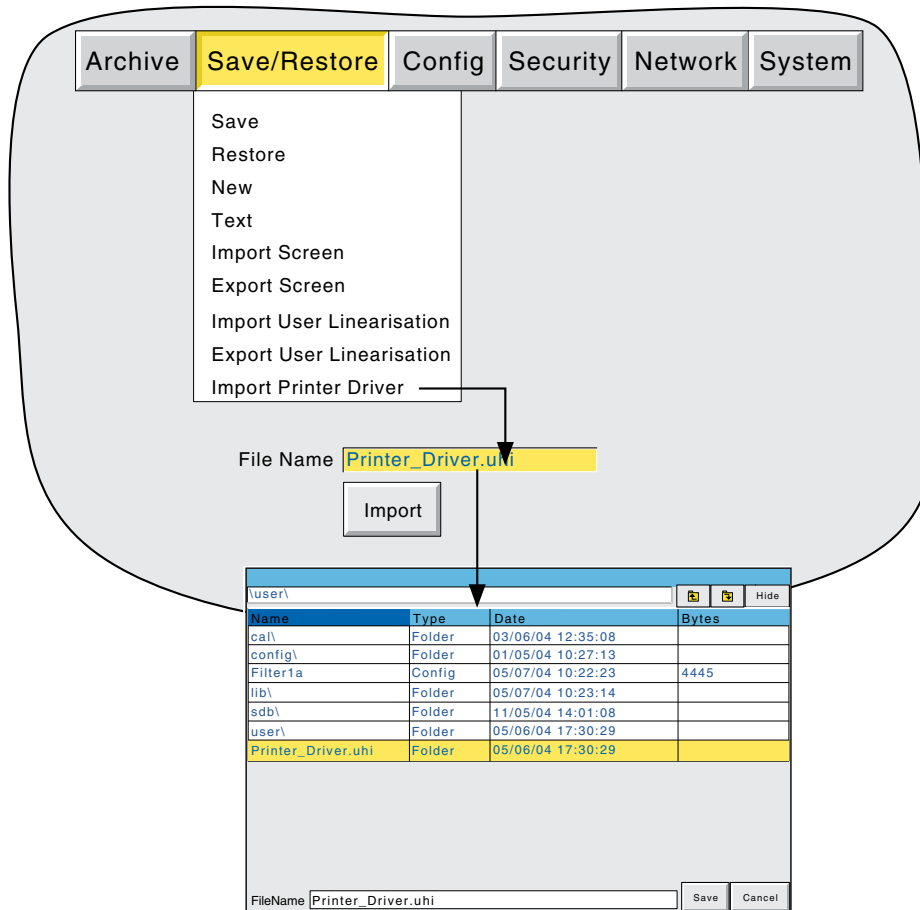 Archive Save/Restore Config Security Network System
Save
Restore
New
Text
Import Screen
Export Screen
Import User Linearisation
Export User Linearisation
Import Printer Driver
File Name Printer_Driver.uhi
Import
\user\ Hide
Name Type Date Bytes
cal\ Folder 03/06/04 12:35:08
config\ Folder 01/05/04 10:27:13
Filter1a Config 05/07/04 10:22:23 4445
lib\ Folder 05/07/04 10:23:14
sdb\ Folder 11/05/04 14:01:08
user\ Folder 05/06/04 17:30:29
Printer_Driver.uhi Folder 05/06/04 17:30:29
FileName Printer_Driver.uhi Save Cancel